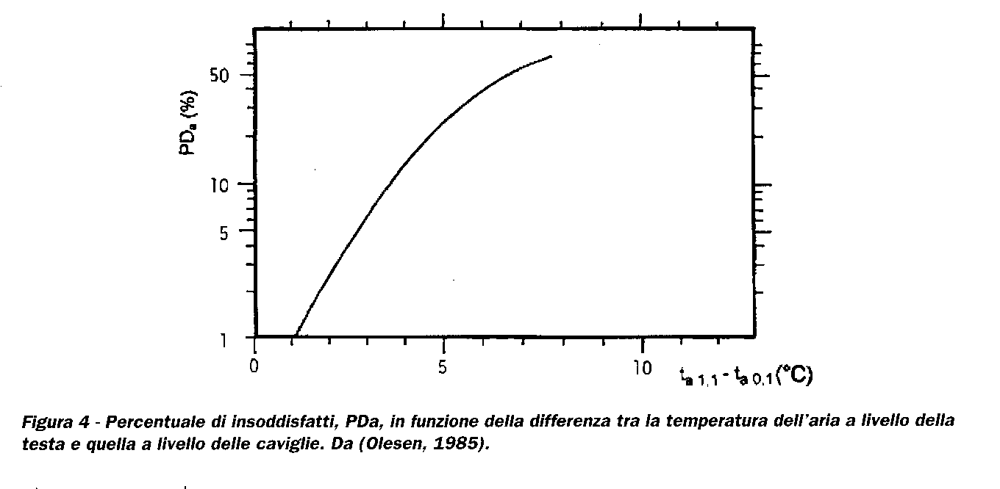 50
PDa (%)
10
5
1
0
5
10
ta 1,1 - ta 0,1 (°C)
Figura 4 - Percentuale di insoddisfatti, PDa, in funzione della differenza tra la temperatura dell'aria a livello della
testa e quella a livello delle caviglie. Da (Olesen, 1985).